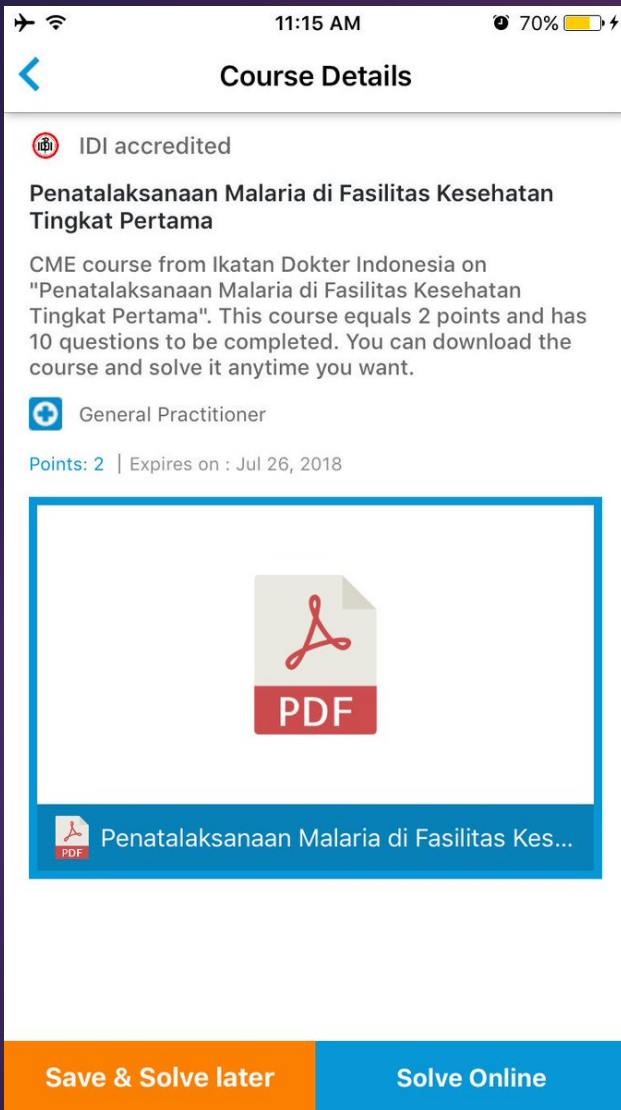 11:15 AM
70%
Course Details
IDI accredited
Penatalaksanaan Malaria di Fasilitas Kesehatan
Tingkat Pertama
CME course from Ikatan Dokter Indonesia on
"Penatalaksanaan Malaria di Fasilitas Kesehatan
Tingkat Pertama". This course equals 2 points and has
10 questions to be completed. You can download the
course and solve it anytime you want.
General Practitioner
Points: 2 | Expires on : Jul 26, 2018
PDF
PDF
Penatalaksanaan Malaria di Fasilitas Kes...
Save & Solve later
Solve Online